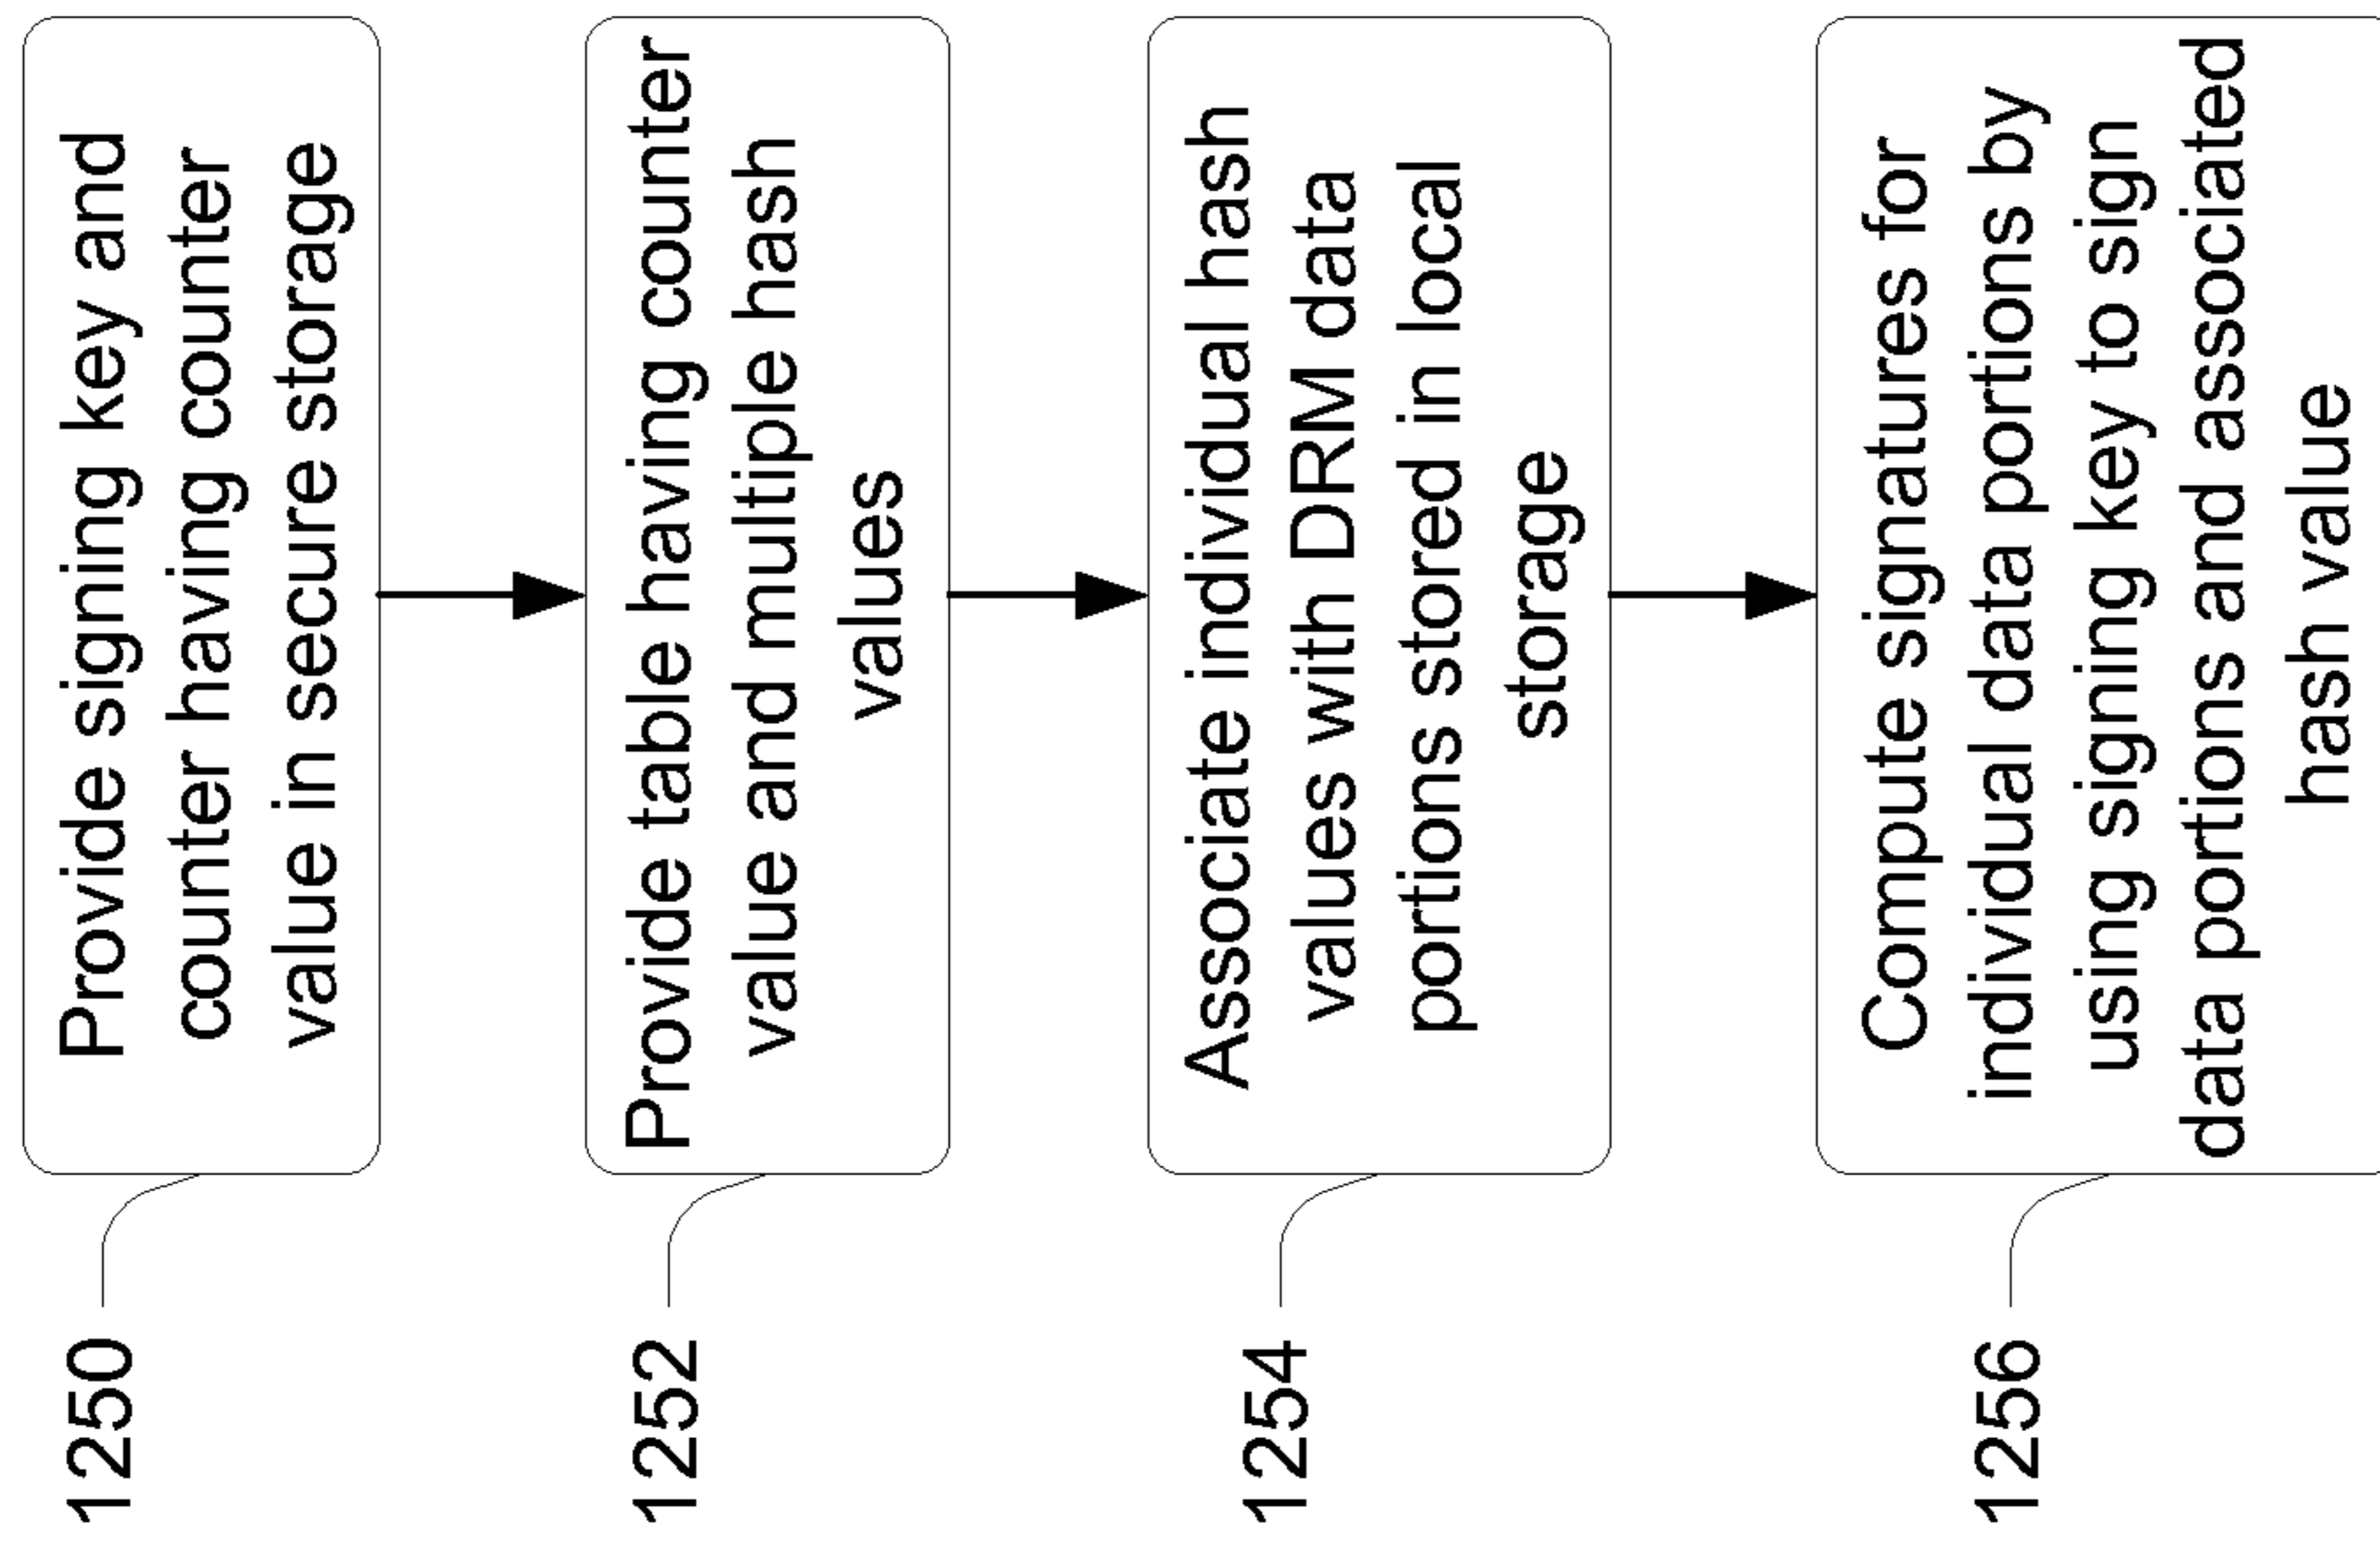 1250
Provide signing key and
counter having counter
value in secure storage
1252
Provide table having counter
value and multiple hash
values
1254
Associate individual hash
values with DRM data
portions stored in local
storage
1256
Compute signatures for
individual data portions by
using signing key to sign
data portions and associated
hash value